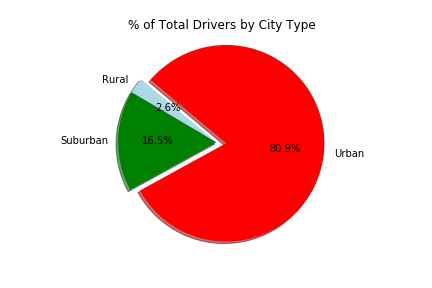 % of Total Drivers by City Type
Rural
2.6%
Suburban
16.5%
80.9%
Urban